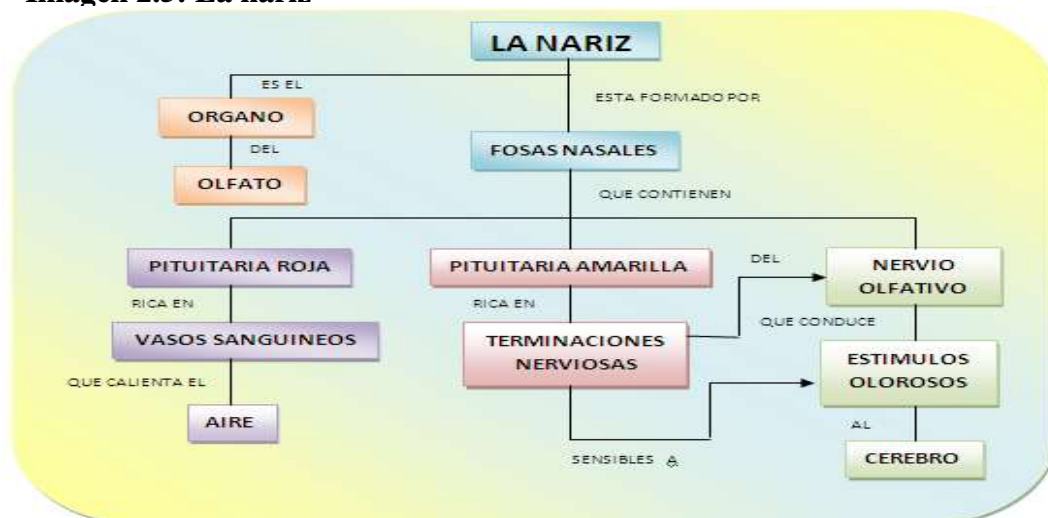 Imagen 2.3: La nariz
LA NARIZ
ES EL
ESTA FORMADO POR
ORGANO
DEL
FOSAS NASALES
OLFATO
QUE CONTIENEN
PITUITARIA ROJA
PITUITARIA AMARILLA
DEL
NERVIO
OLFATIVO
RICA EN
RICA EN
QUE CONDUCE
VASOS SANGUINEOS
TERMINACIONES
NERVIOSAS
ESTIMULOS
OLOROSOS
QUE CALIENTA EL
AIRE
AL
SENSIBLES A
CEREBRO